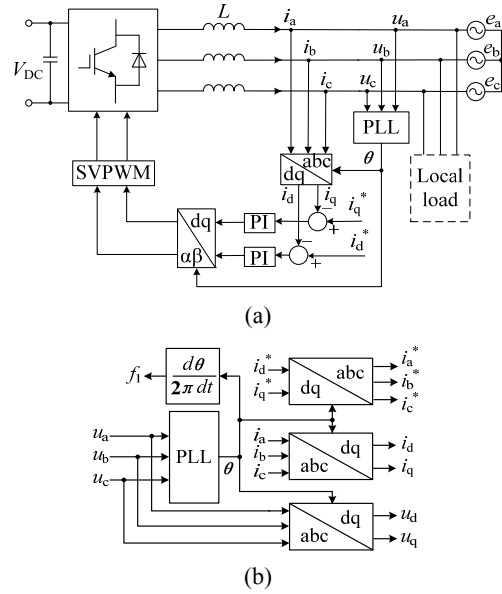 L
i_a
u_a
e_a
i_b
u_b
e_b
i_c
u_c
e_c
V_DC
PLL
SVPWM
abc
dq
θ
Local
load
i_d
i_q
i_q*
dq
αβ
PI
PI
i_d*
−
+
−
+
(a)
f_1
dθ
2π dt
i_d*
i_q*
abc
dq
i_a*
i_b*
i_c*
u_a
u_b
u_c
PLL
θ
i_a
i_b
i_c
dq
abc
i_d
i_q
dq
abc
u_d
u_q
(b)